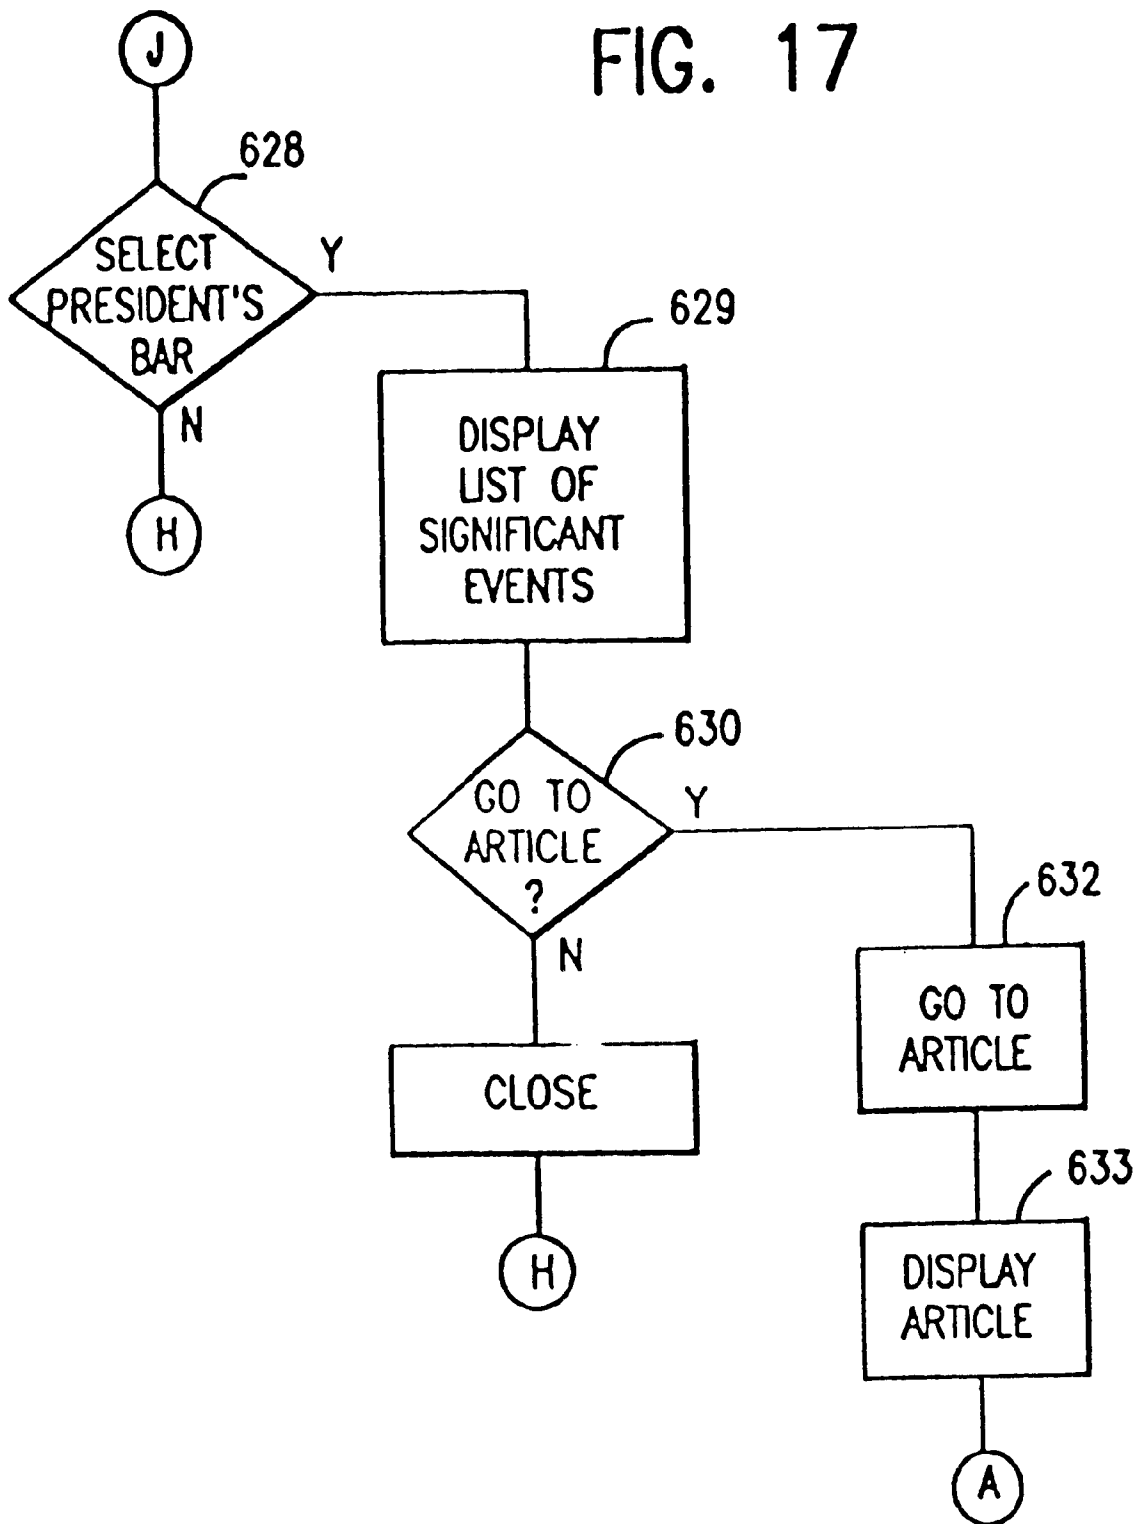 FIG. 17
J
628
SELECT
PRESIDENT'S
BAR
Y
N
H
629
DISPLAY
LIST OF
SIGNIFICANT
EVENTS
630
GO TO
ARTICLE
?
Y
N
CLOSE
H
632
GO TO
ARTICLE
633
DISPLAY
ARTICLE
A